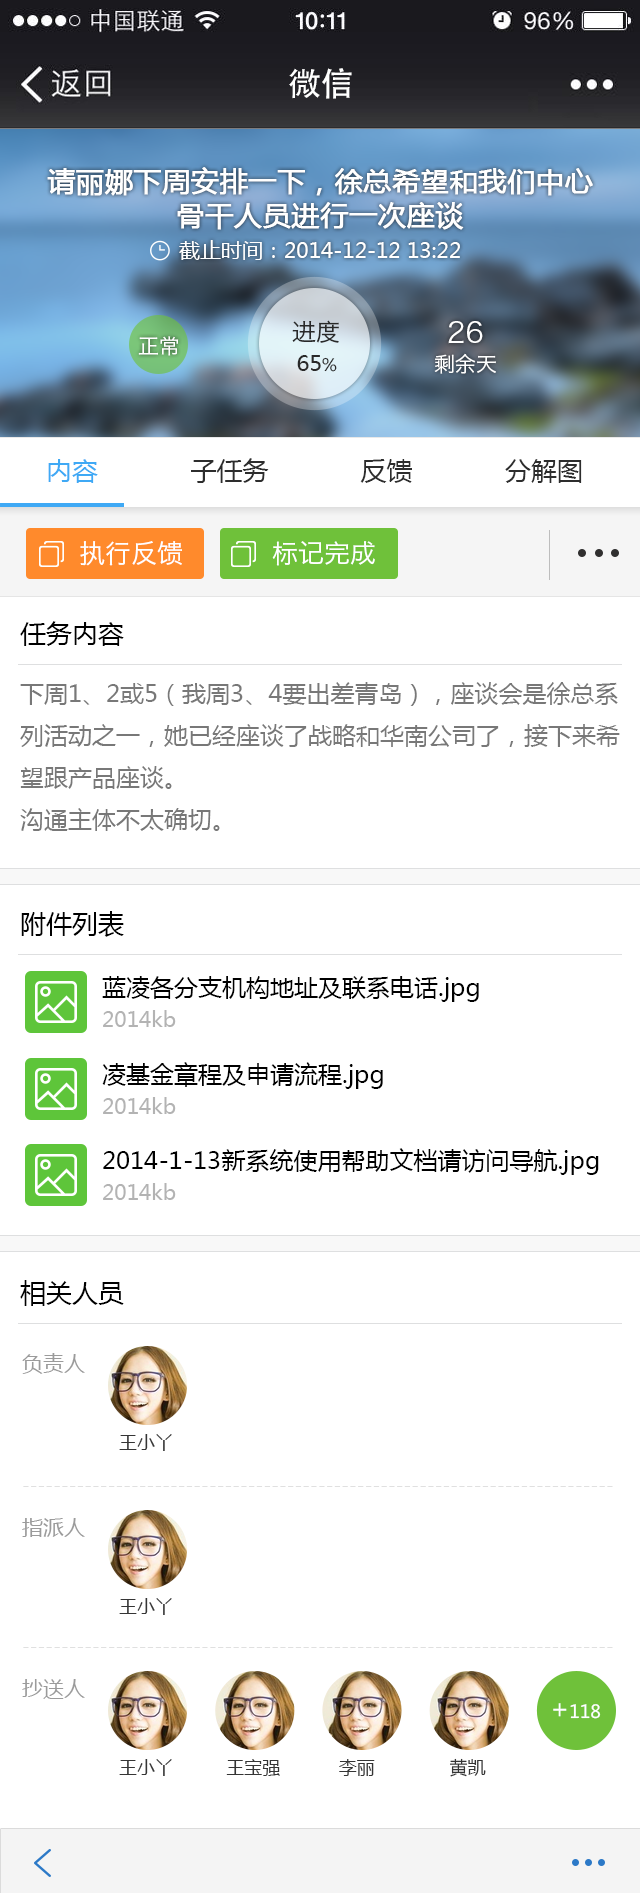 中国联通 10:11 96%
返回 微信
请丽娜下周安排一下，徐总希望和我们中心
骨干人员进行一次座谈
截止时间：2014-12-12 13:22
正常
进度
65%
26
剩余天
内容 子任务 反馈 分解图
执行反馈 标记完成
任务内容
下周1、2或5（我周3、4要出差青岛），座谈会是徐总系
列活动之一，她已经座谈了战略和华南公司了，接下来希
望跟产品座谈。
沟通主体不太确切。
附件列表
蓝凌各分支机构地址及联系电话.jpg
2014kb
凌基金章程及申请流程.jpg
2014kb
2014-1-13新系统使用帮助文档请访问导航.jpg
2014kb
相关人员
负责人
王小丫
指派人
王小丫
抄送人
+118
王小丫 王宝强 李丽 黄凯